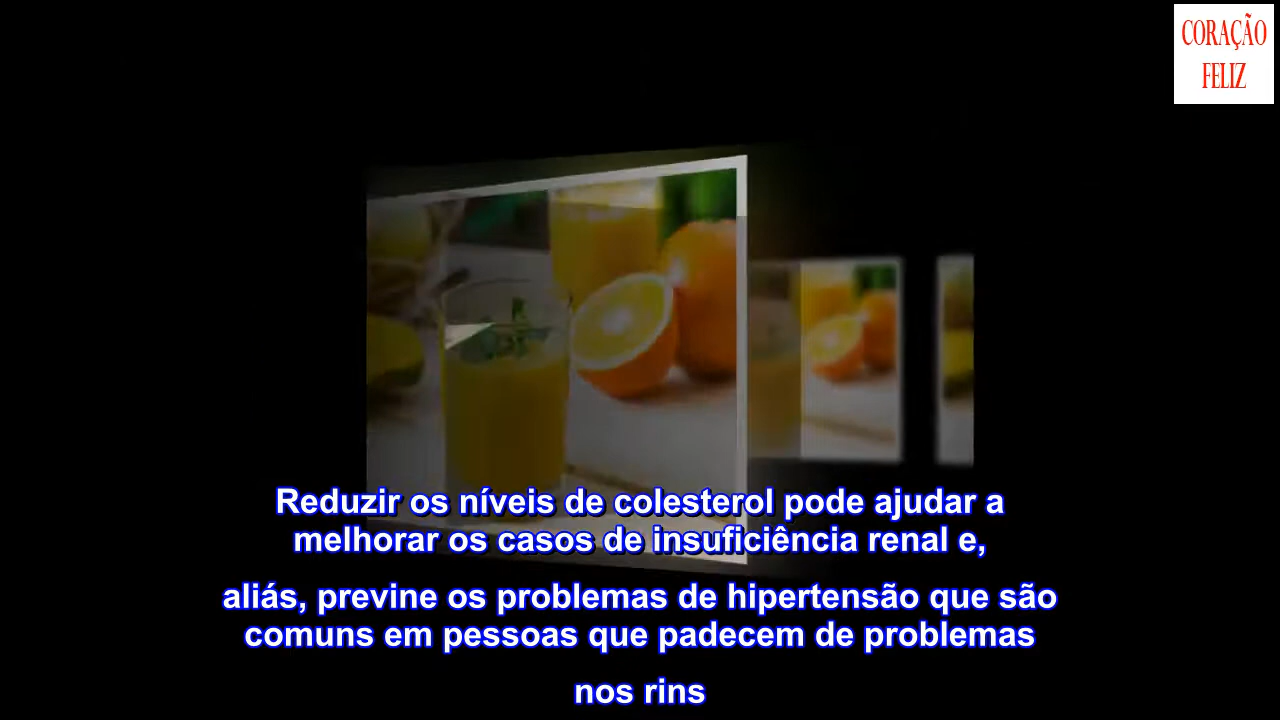 CORAÇÃO
FELIZ
Reduzir os níveis de colesterol pode ajudar a
melhorar os casos de insuficiência renal e,
aliás, previne os problemas de hipertensão que são
comuns em pessoas que padecem de problemas
nos rins